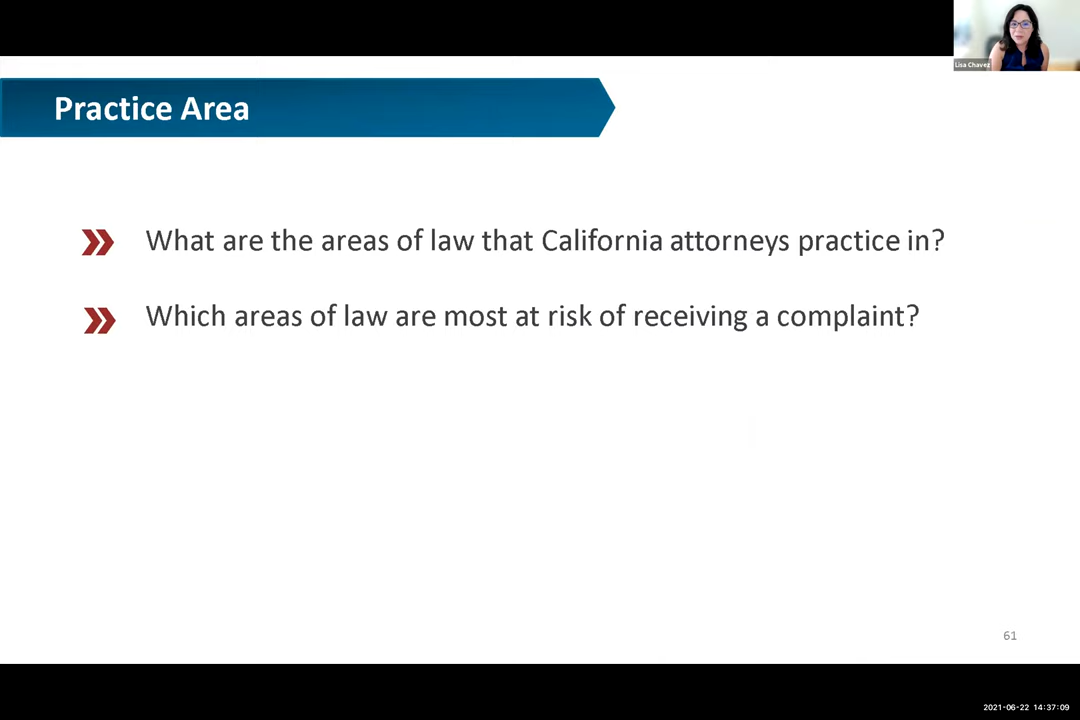 Lisa Chavez
Practice Area
What are the areas of law that California attorneys practice in?
Which areas of law are most at risk of receiving a complaint?
61
2021-06-22 14:37:09